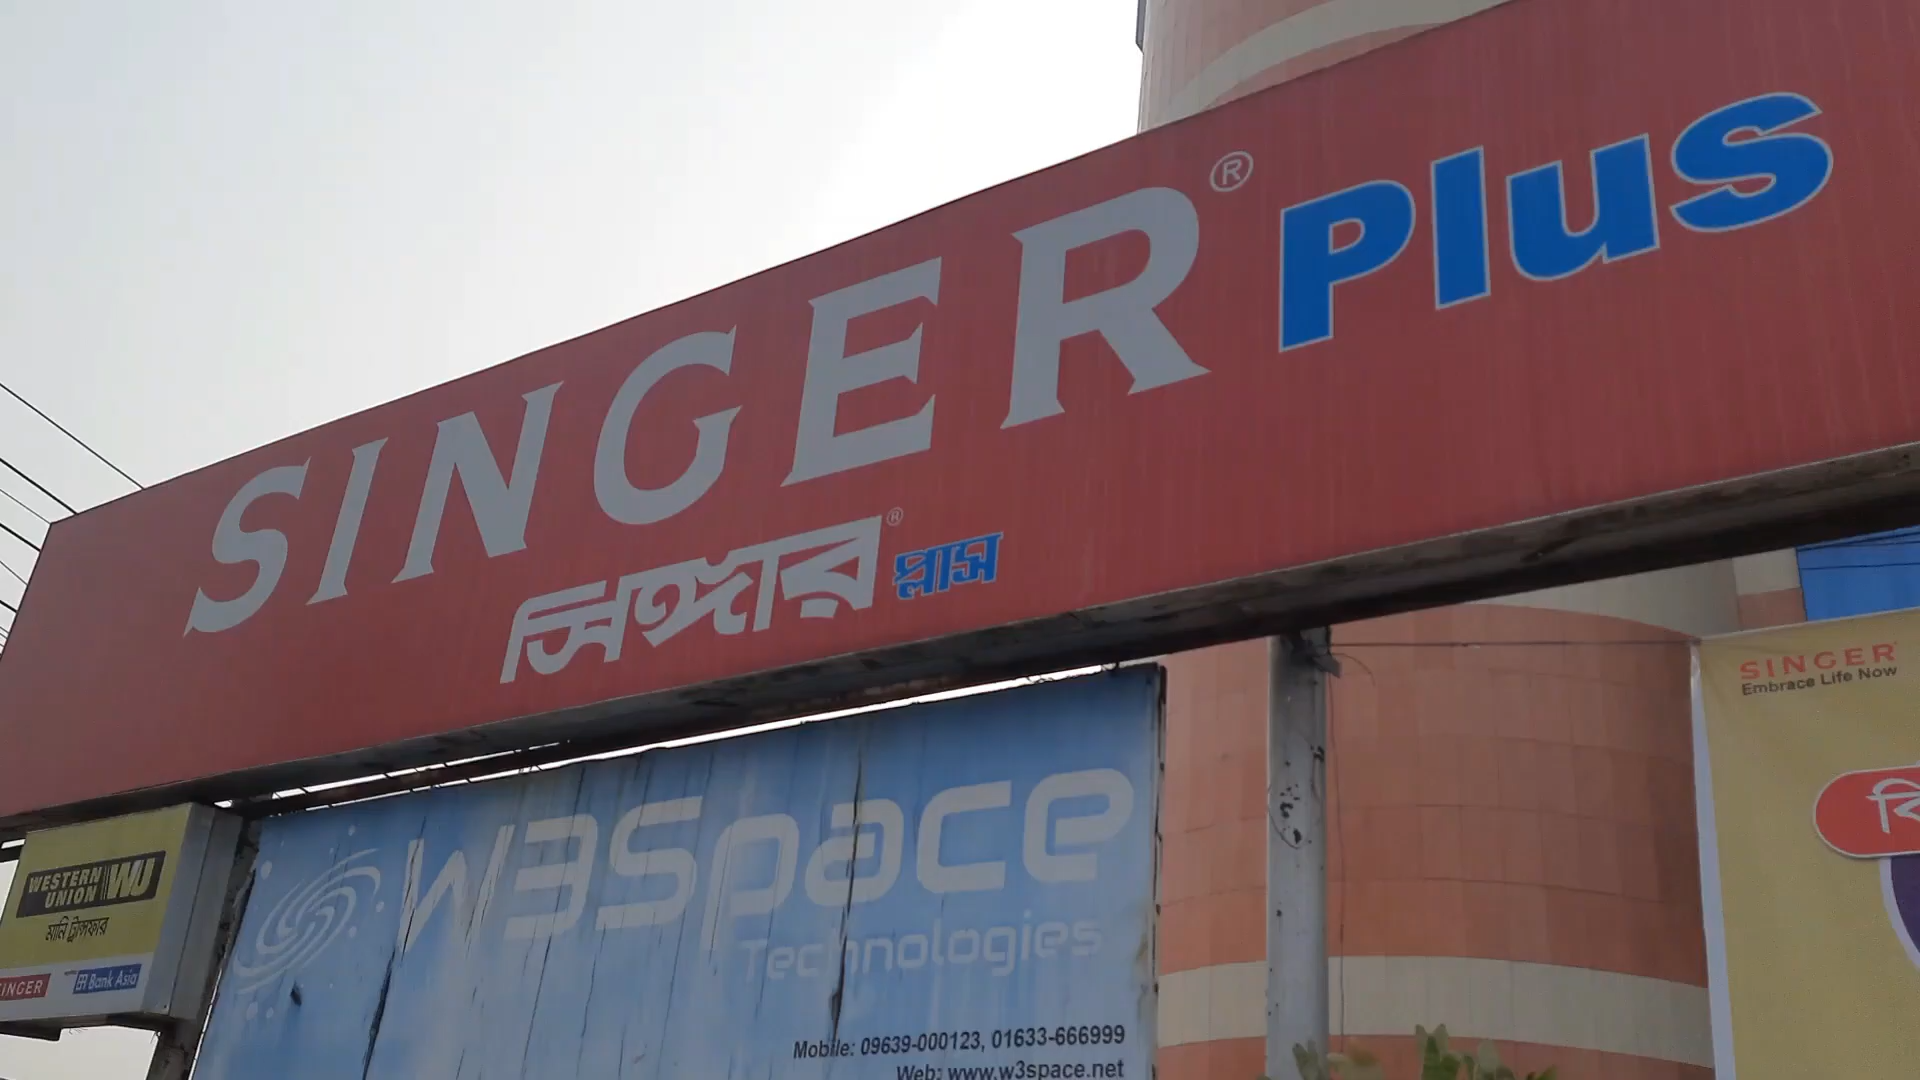 SINGER® Plus
সিঙ্গার® প্লাস
SINGER
Embrace Life Now
W3Space
Technologies
Mobile: 09639-000123, 01633-666999
Web: www.w3space.net
WESTERN UNION WU
মানি ট্রান্সফার
SINGER
Bank Asia